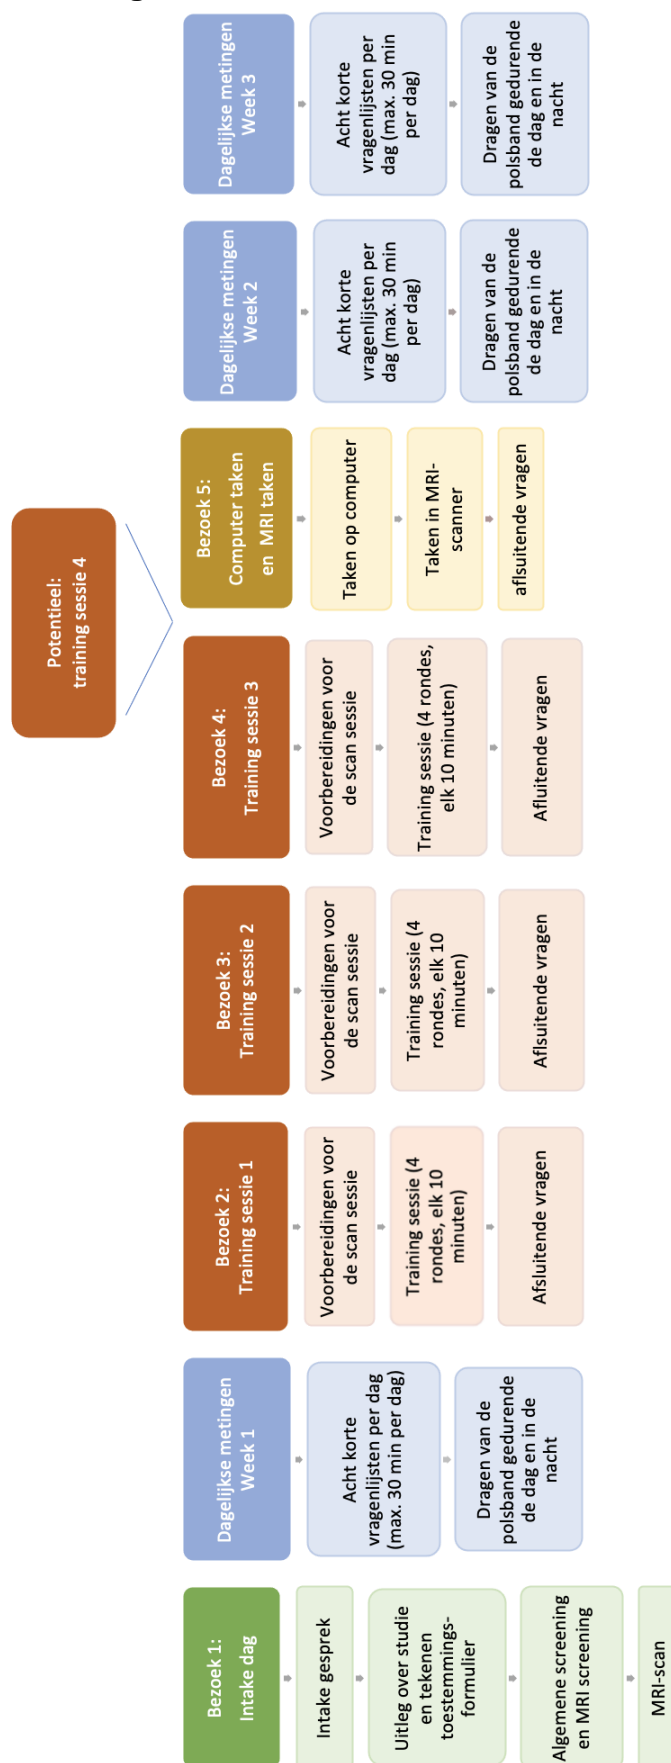 Bezoek 1:
Intake dag
Intake gesprek
Uitleg over studie
en tekenen
toestemmings-
formulier
Algemene screening
en MRI screening
MRI-scan
Dagelijkse metingen
Week 1
Acht korte
vragenlijsten per dag
(max. 30 min per dag)
Dragen van de
polsband gedurende
de dag en in de
nacht
Bezoek 2:
Training sessie 1
Voorbereidingen voor
de scan sessie
Training sessie (4
rondes, elk 10
minuten)
Afsluitende vragen
Bezoek 3:
Training sessie 2
Voorbereidingen voor
de scan sessie
Training sessie (4
rondes, elk 10
minuten)
Aflsuitende vragen
Bezoek 4:
Training sessie 3
Voorbereidingen voor
de scan sessie
Training sessie (4 rondes,
elk 10 minuten)
Afluitende vragen
Potentieel:
training sessie 4
Bezoek 5:
Computer taken
en MRI taken
Taken op computer
Taken in MRI-
scanner
aflsuitende vragen
Dagelijkse metingen
Week 2
Acht korte
vragenlijsten per
dag (max. 30 min
per dag)
Dragen van de
polsband gedurende
de dag en in de
nacht
Dagelijkse metingen
Week 3
Acht korte
vragenlijsten per
dag (max. 30 min
per dag)
Dragen van de
polsband gedurende
de dag en in de
nacht